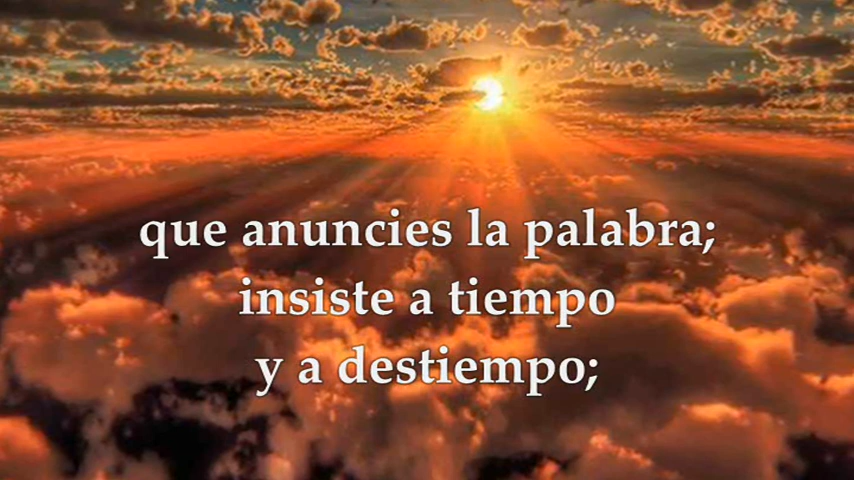 que anuncies la palabra;
insiste a tiempo
y a destiempo;